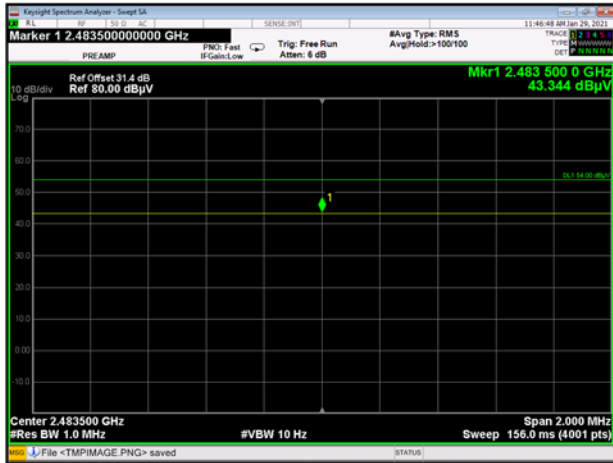 Keysight Spectrum Analyzer - Swept SA
RL RF 50 Ω AC SENSE:INT 11:46:48 AM Jan 29, 2021
Marker 1 2.483500000000 GHz
PREAMP
PNO: Fast
IFGain:Low
Trig: Free Run
Atten: 6 dB
#Avg Type: RMS
Avg|Hold:>100/100
TRACE 1 2 3 4 5 6
TYPE M W W W W W
DET P N N N N N
Mkr1 2.483 500 0 GHz
43.344 dBµV
Ref Offset 31.4 dB
10 dB/div Ref 80.00 dBµV
Log
70.0
60.0
DL1 54.00 dBµV
50.0
1
40.0
30.0
20.0
10.0
0.00
-10.0
Center 2.483500 GHz Span 2.000 MHz
#Res BW 1.0 MHz #VBW 10 Hz Sweep 156.0 ms (4001 pts)
MSG File <TMPIMAGE.PNG> saved STATUS